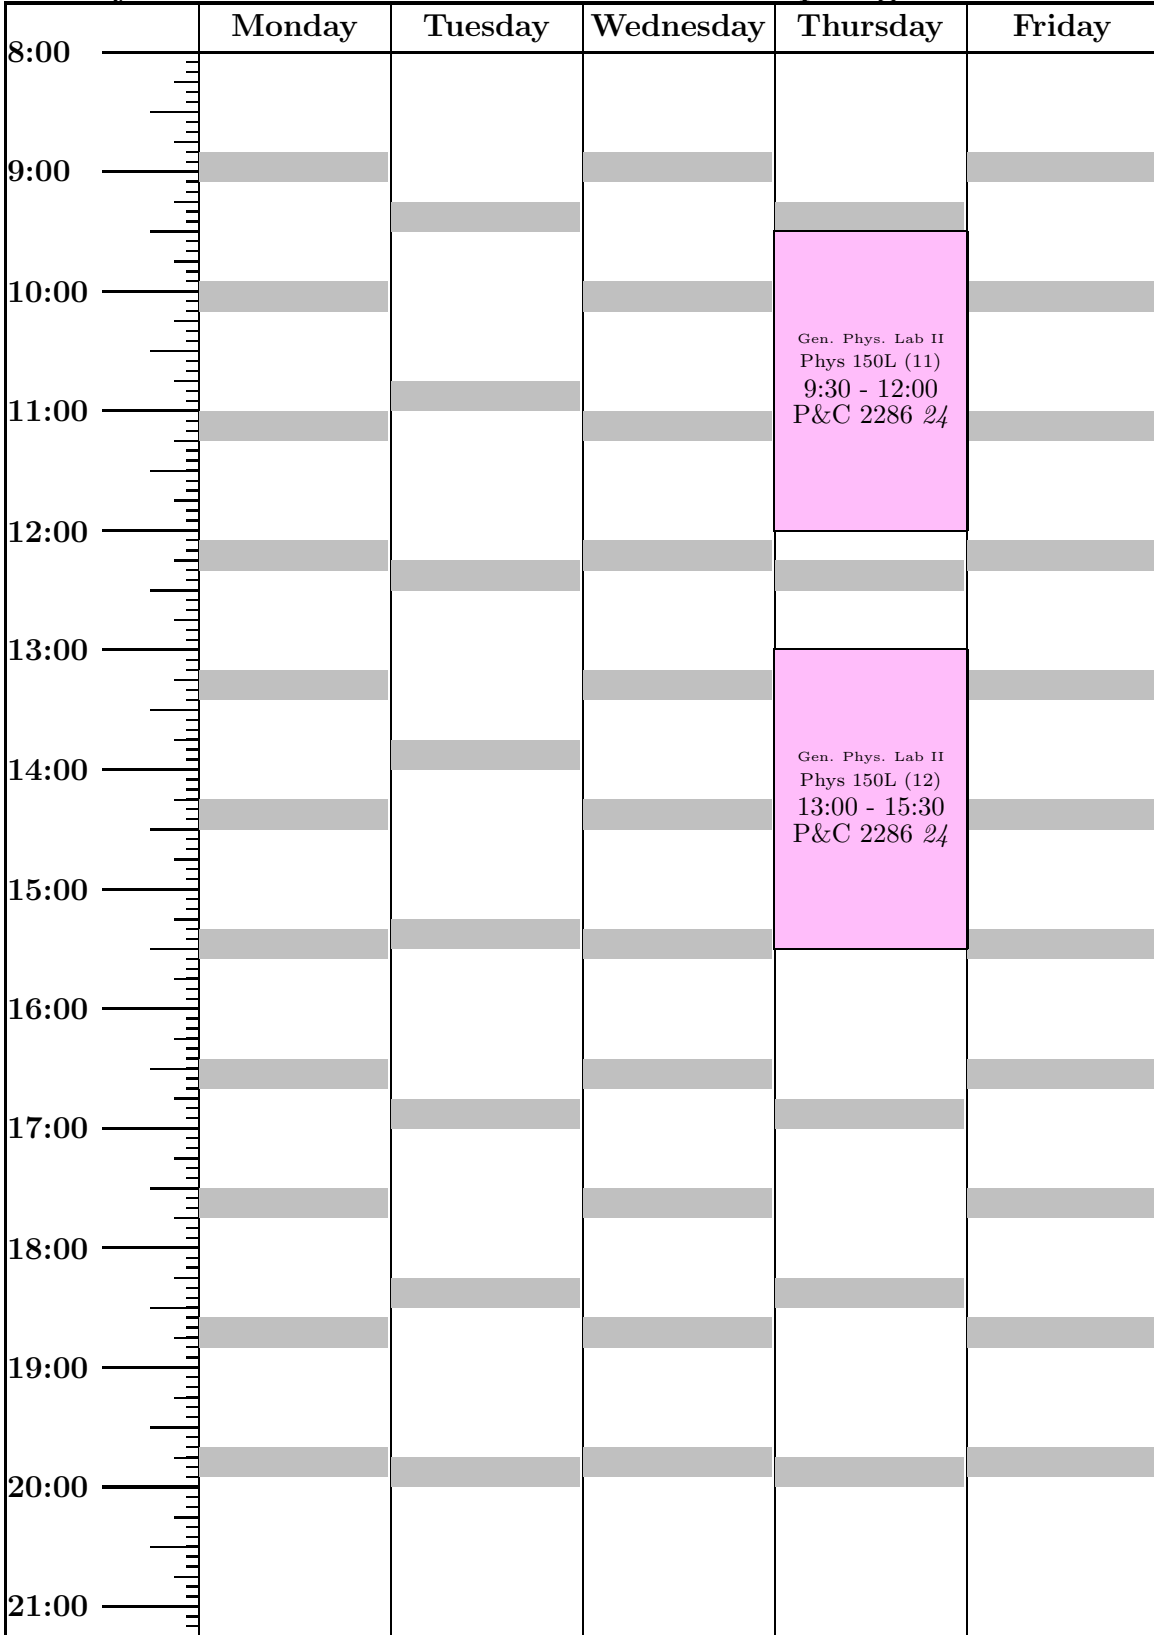 Monday Tuesday Wednesday Thursday Friday
8:00
9:00
10:00
Gen. Phys. Lab II
Phys 150L (11)
9:30 - 12:00
P&C 2286 24
11:00
12:00
13:00
Gen. Phys. Lab II
Phys 150L (12)
13:00 - 15:30
P&C 2286 24
14:00
15:00
16:00
17:00
18:00
19:00
20:00
21:00